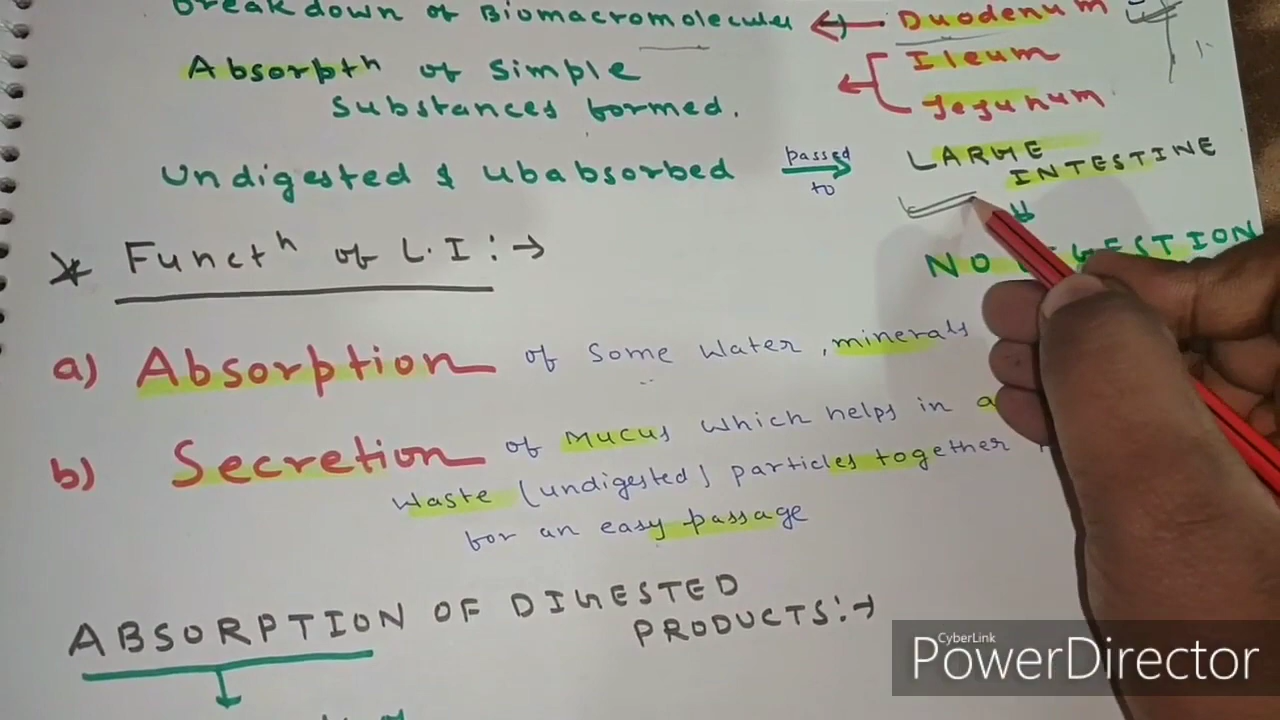 Breakdown of Biomacromolecules ← Duodenum
Absorptⁿ of simple Ileum
substances formed. Jejunum
Undigested & ubabsorbed passed to LARGE INTESTINE
NO DIGESTION
* Functⁿ of L.I :→
a) Absorption of some water, minerals
b) Secretion of Mucus which helps in
waste (undigested) particles together
for an easy passage
ABSORPTION OF DIGESTED
PRODUCTS:→
CyberLink
PowerDirector